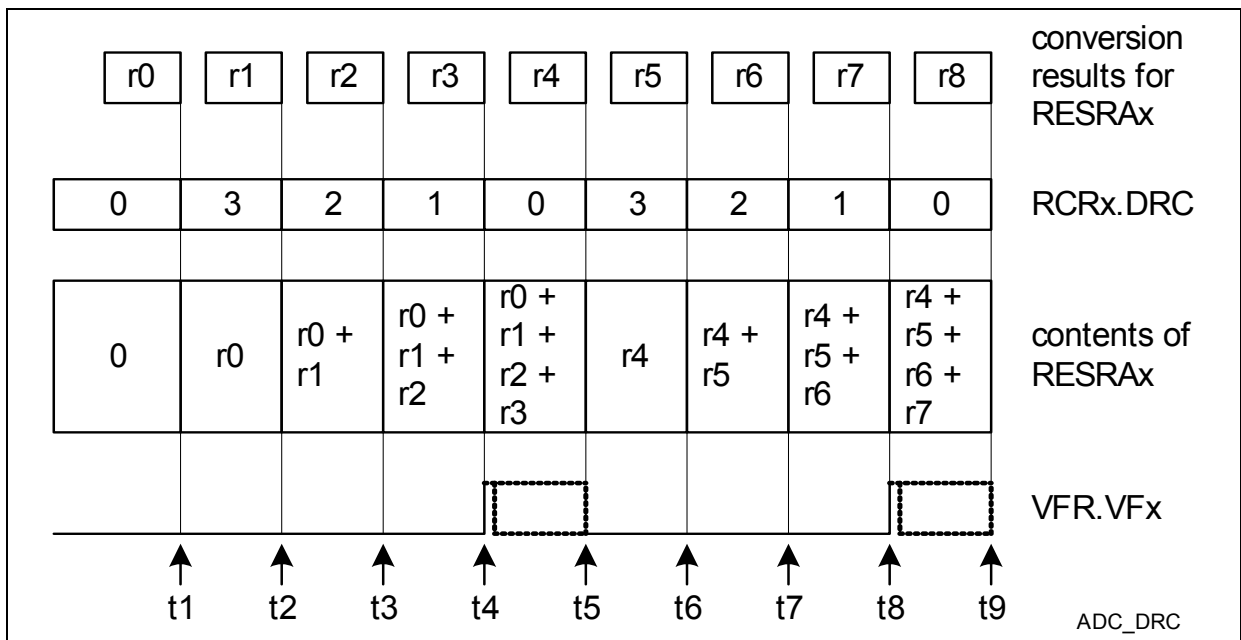 conversion
results for
RESRAx
r0 r1 r2 r3 r4 r5 r6 r7 r8
0 3 2 1 0 3 2 1 0 RCRx.DRC
0
r0
r0 +
r1
r0 +
r1 +
r2
r0 +
r1 +
r2 +
r3
r4
r4 +
r5
r4 +
r5 +
r6
r4 +
r5 +
r6 +
r7
contents of
RESRAx
VFR.VFx
t1 t2 t3 t4 t5 t6 t7 t8 t9
ADC_DRC